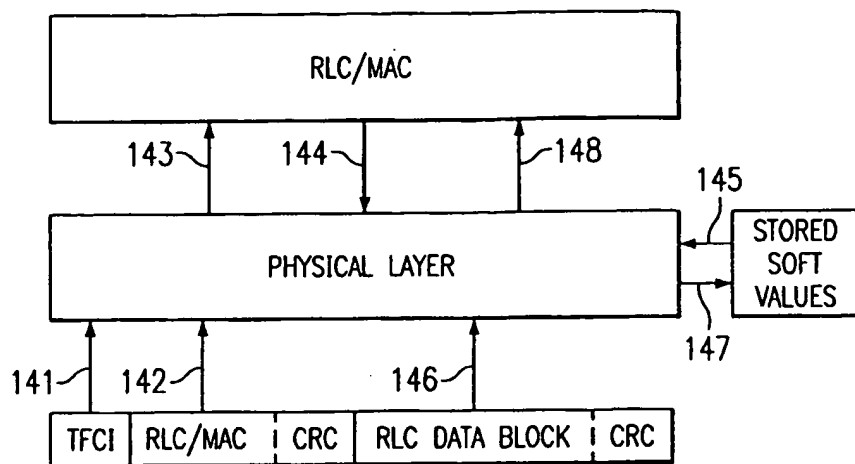 RLC/MAC
143
144
148
145
PHYSICAL LAYER
STORED
SOFT
VALUES
147
141
142
146
TFCI RLC/MAC CRC RLC DATA BLOCK CRC